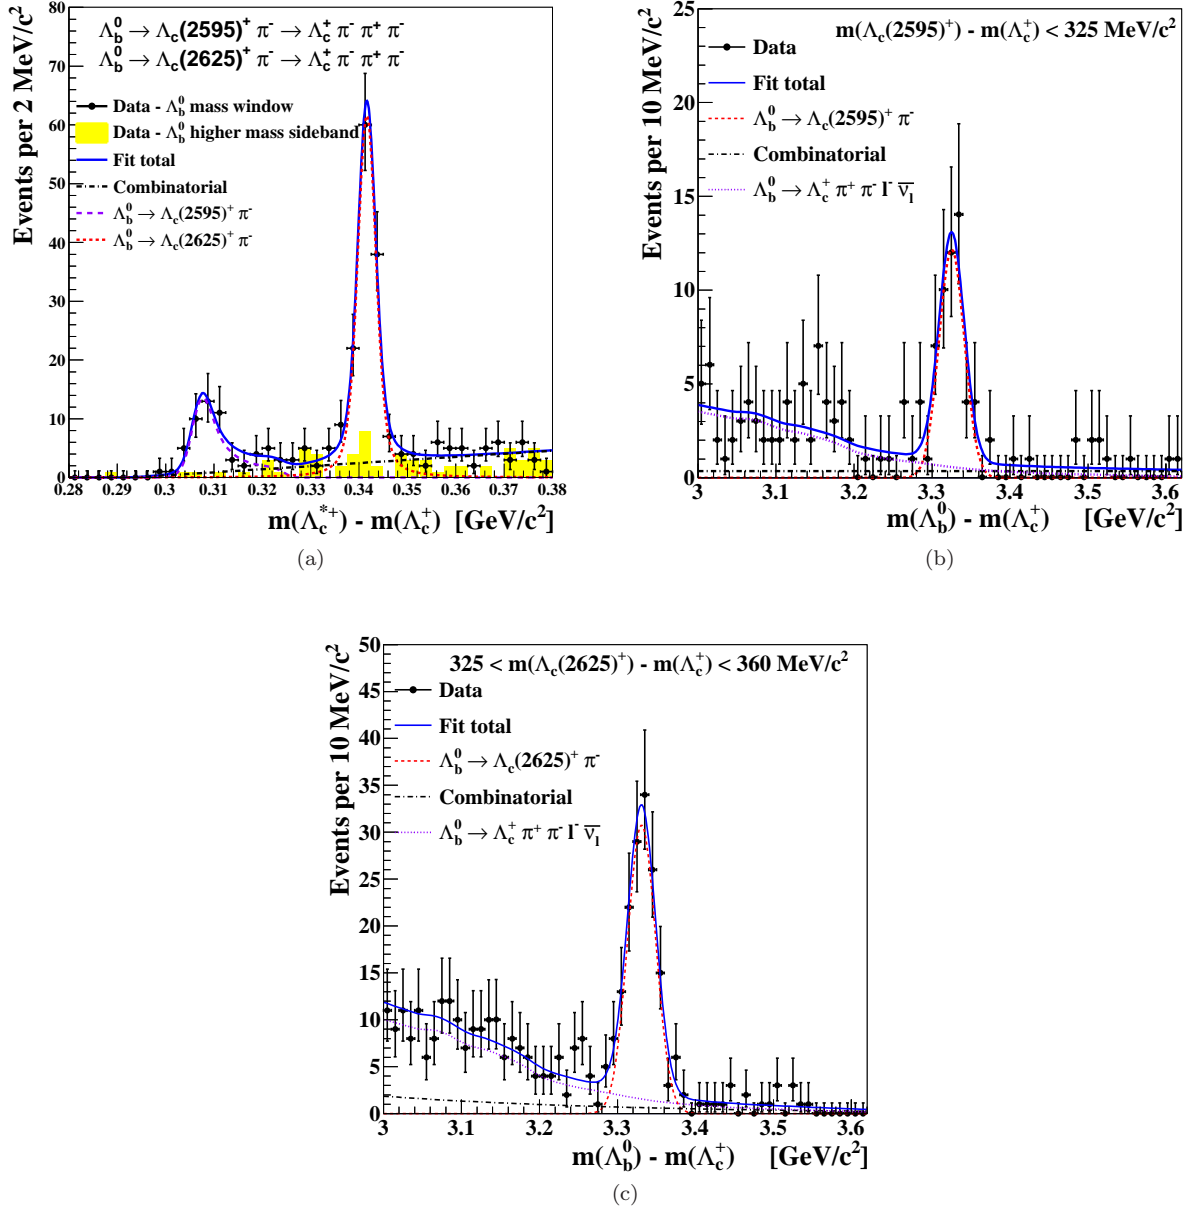 Λb0 → Λc(2595)+ π- → Λc+ π- π+ π-
Λb0 → Λc(2625)+ π- → Λc+ π- π+ π-
Data - Λb0 mass window
Data - Λb0 higher mass sideband
Fit total
Combinatorial
Λb0 → Λc(2595)+ π-
Λb0 → Λc(2625)+ π-
Events per 2 MeV/c2
80
70
60
50
40
30
20
10
0
0.28 0.29 0.3 0.31 0.32 0.33 0.34 0.35 0.36 0.37 0.38
m(Λc*+) - m(Λc+) [GeV/c2]
(a)
m(Λc(2595)+) - m(Λc+) < 325 MeV/c2
Data
Fit total
Λb0 → Λc(2595)+ π-
Combinatorial
Λb0 → Λc+ π+ π- l- ν̅l
Events per 10 MeV/c2
25
20
15
10
5
0
3 3.1 3.2 3.3 3.4 3.5 3.6
m(Λb0) - m(Λc+) [GeV/c2]
(b)
325 < m(Λc(2625)+) - m(Λc+) < 360 MeV/c2
Data
Fit total
Λb0 → Λc(2625)+ π-
Combinatorial
Λb0 → Λc+ π+ π- l- ν̅l
Events per 10 MeV/c2
50
45
40
35
30
25
20
15
10
5
0
3 3.1 3.2 3.3 3.4 3.5 3.6
m(Λb0) - m(Λc+) [GeV/c2]
(c)